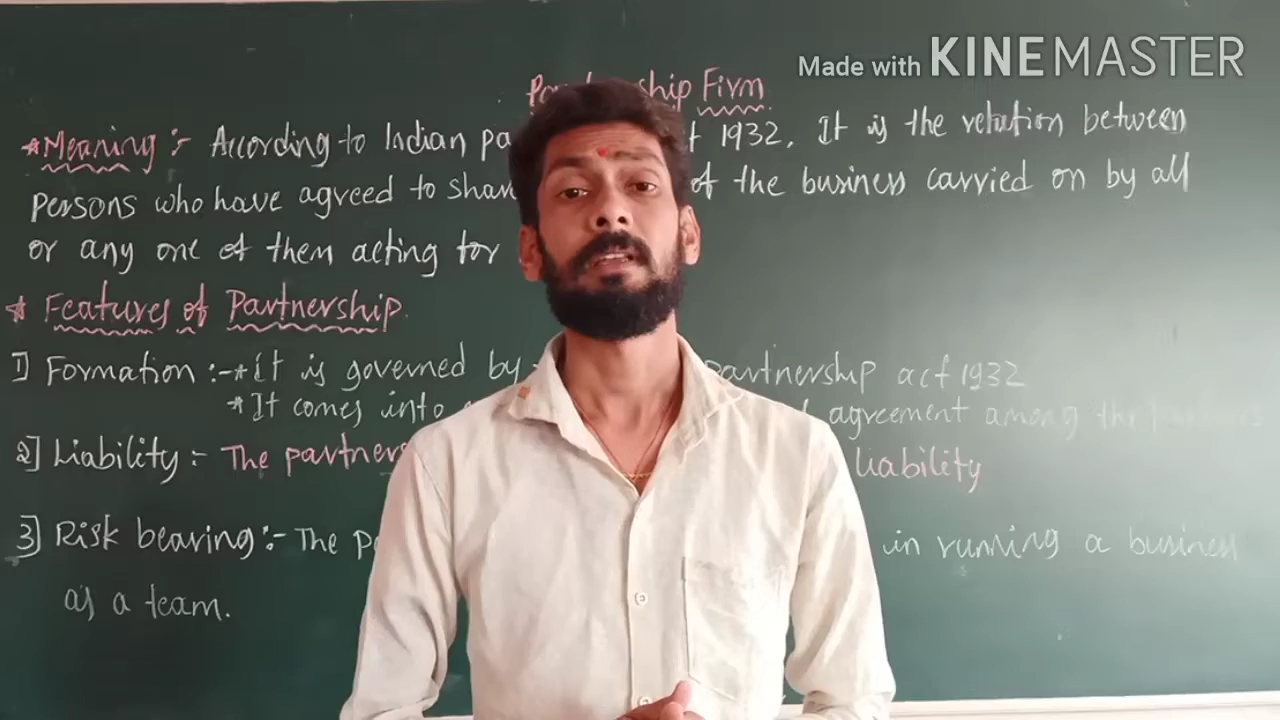 Made with KINEMASTER
ship Firm
*Meaning :- According to Indian pa t 1932. It is the relation between
persons who have agreed to shar of the business carried on by all
or any one of them acting for
* Features of Partnership.
1] Formation :- * It is governed by partnership act 1932
* It comes into agreement among the partners
2] Liability :- The partners liability
3] Risk bearing :- The pa in running a business
as a team.